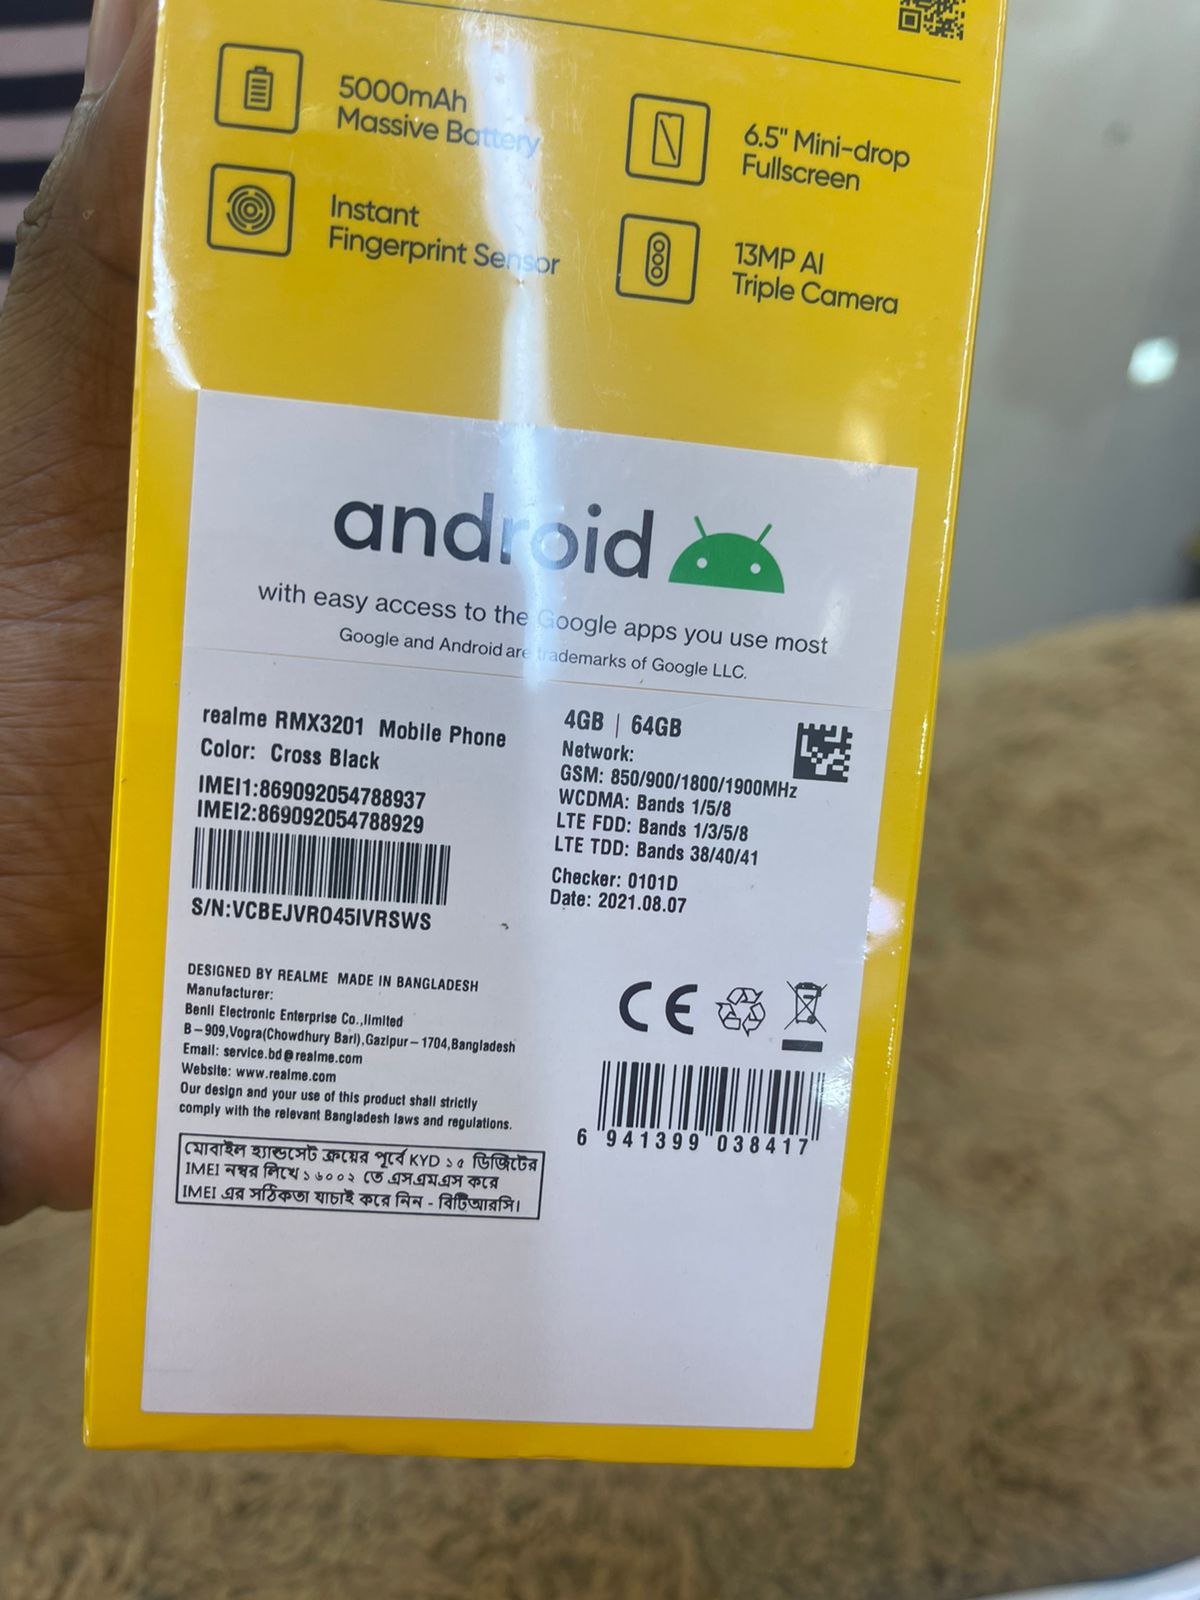 5000mAh
Massive Battery
6.5" Mini-drop
Fullscreen
Instant
Fingerprint Sensor
13MP AI
Triple Camera
android
with easy access to the Google apps you use most
Google and Android are trademarks of Google LLC.
realme RMX3201 Mobile Phone
Color: Cross Black
IMEI1:869092054788937
IMEI2:869092054788929
S/N:VCBEJVRO45IVRSWS
4GB | 64GB
Network:
GSM: 850/900/1800/1900MHz
WCDMA: Bands 1/5/8
LTE FDD: Bands 1/3/5/8
LTE TDD: Bands 38/40/41
Checker: 0101D
Date: 2021.08.07
DESIGNED BY REALME MADE IN BANGLADESH
Manufacturer:
Benli Electronic Enterprise Co.,limited
B-909,Vogra(Chowdhury Bari),Gazipur-1704,Bangladesh
Email: service.bd@realme.com
Website: www.realme.com
Our design and your use of this product shall strictly
comply with the relevant Bangladesh laws and regulations.
মোবাইল হ্যান্ডসেট ক্রয়ের পূর্বে KYD ১৫ ডিজিটের
IMEI নম্বর লিখে ১৬০০২ তে এসএমএস করে
IMEI এর সঠিকতা যাচাই করে নিন - বিটিআরসি।
CE
6 941399 038417